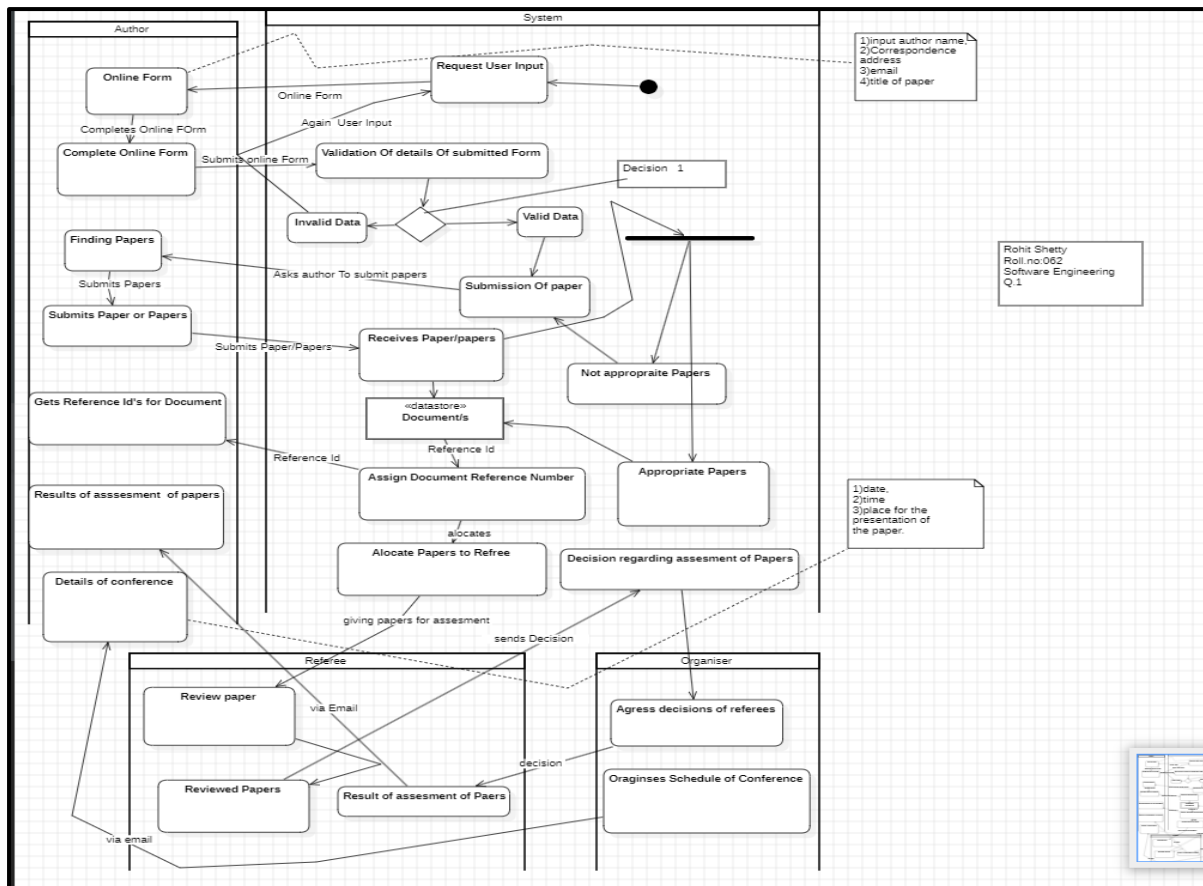 System
Author
1)input author name,
2)Correspondence
address
3)email
4)title of paper
Online Form
Request User Input
Online Form
Completes Online FOrm
Again  User Input
Complete Online Form
Submits online Form
Validation Of details Of submitted Form
Decision  1
Invalid Data
Valid Data
Finding Papers
Asks author To submit papers
Submits Papers
Submission Of paper
Rohit Shetty
Roll.no:062
Software Engineering
Q.1
Submits Paper or Papers
Submits Paper/Papers
Receives Paper/papers
Not appropraite Papers
Gets Reference Id's for Document
«datastore»
Document/s
Reference Id
Reference Id
Assign Document Reference Number
Appropriate Papers
Results of asssesment  of papers
1)date,
2)time
3)place for the
presentation of
the paper.
alocates
Alocate Papers to Refree
Decision regarding assesment of Papers
Details of conference
giving papers for assesment
sends Decision
Referee
Organiser
Review paper
via Email
Agress decisions of referees
decision
Reviewed Papers
Result of assesment of Paers
Oraginses Schedule of Conference
via email